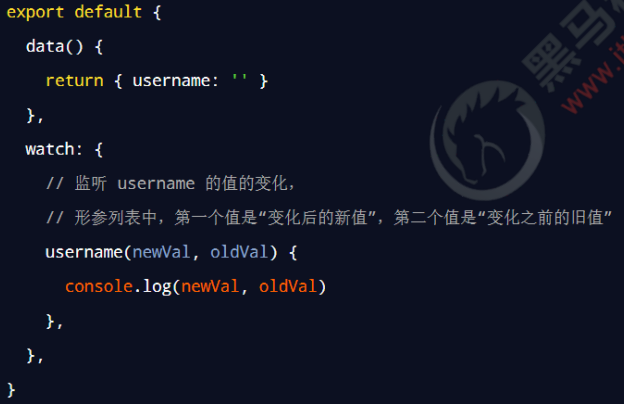 export default {
data() {
return { username: '' }
},
watch: {
// 监听 username 的值的变化，
// 形参列表中，第一个值是“变化后的新值”，第二个值是“变化之前的旧值”
username(newVal, oldVal) {
console.log(newVal, oldVal)
},
},
}
黑马
www.it